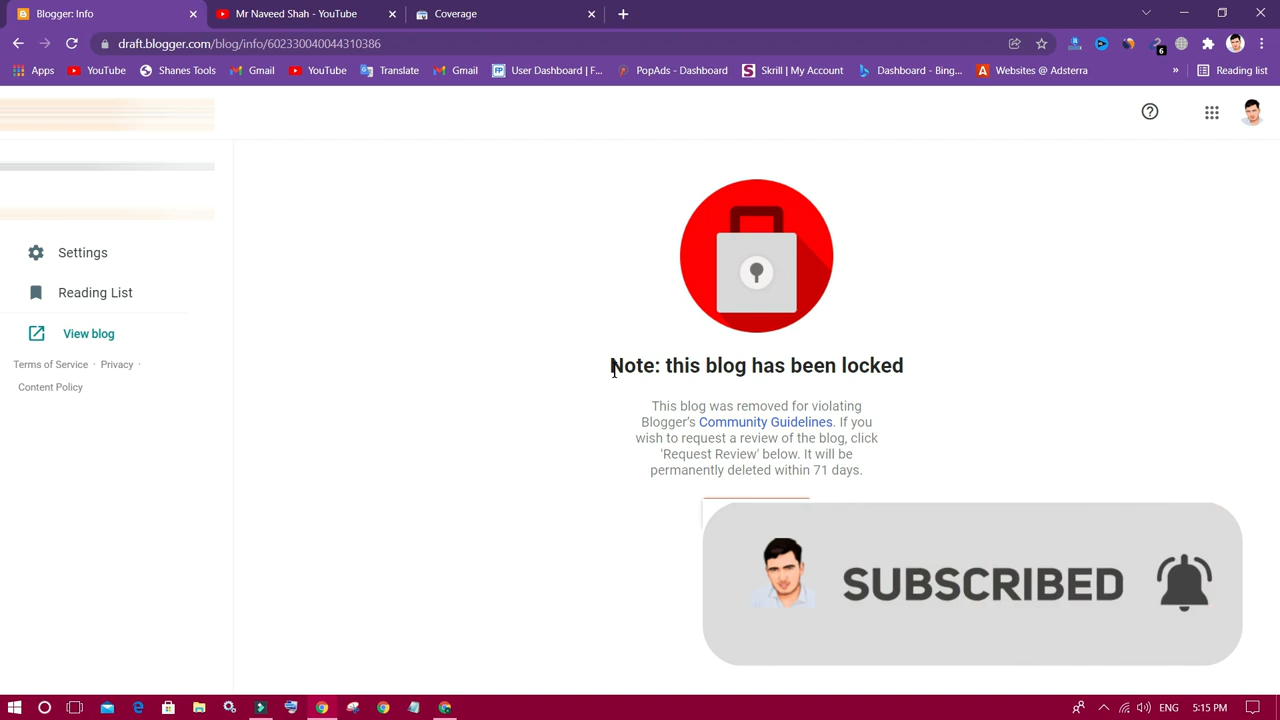 Blogger: Info
Mr Naveed Shah - YouTube
Coverage
draft.blogger.com/blog/info/602330040044310386
6
Apps
YouTube
Shanes Tools
Gmail
YouTube
Translate
Gmail
User Dashboard | F...
PopAds - Dashboard
Skrill | My Account
Dashboard - Bing...
Websites @ Adsterra
»
Reading list
Settings
Reading List
View blog
Terms of Service · Privacy ·
Content Policy
Note: this blog has been locked
This blog was removed for violating
Blogger's Community Guidelines. If you
wish to request a review of the blog, click
'Request Review' below. It will be
permanently deleted within 71 days.
SUBSCRIBED
ENG
5:15 PM